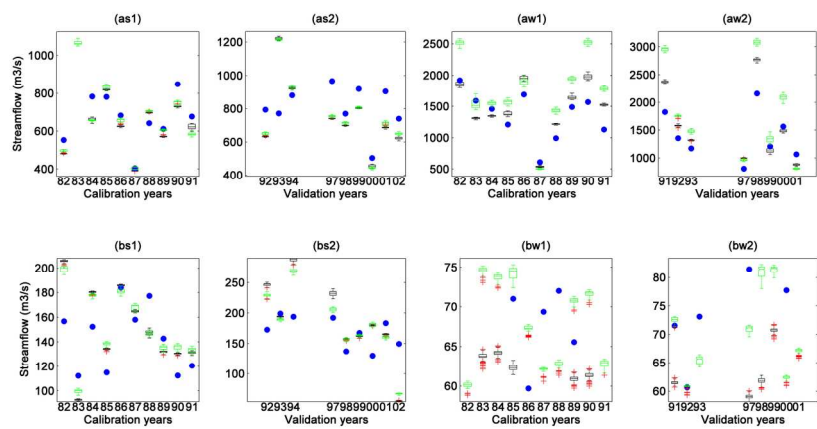 (as1) (as2) (aw1) (aw2)
Streamflow (m3/s)
1000
800
600
400
82 83 84 85 86 87 88 89 90 91
Calibration years
1200
1000
800
600
400
929394 979899000102
Validation years
2500
2000
1500
1000
500
82 83 84 85 86 87 88 89 90 91
Calibration years
3000
2500
2000
1500
1000
919293 9798990001
Validation years
(bs1) (bs2) (bw1) (bw2)
Streamflow (m3/s)
200
180
160
140
120
100
82 83 84 85 86 87 88 89 90 91
Calibration years
250
200
150
100
929394 979899000102
Validation years
75
70
65
60
82 83 84 85 86 87 88 89 90 91
Calibration years
80
75
70
65
60
919293 9798990001
Validation years